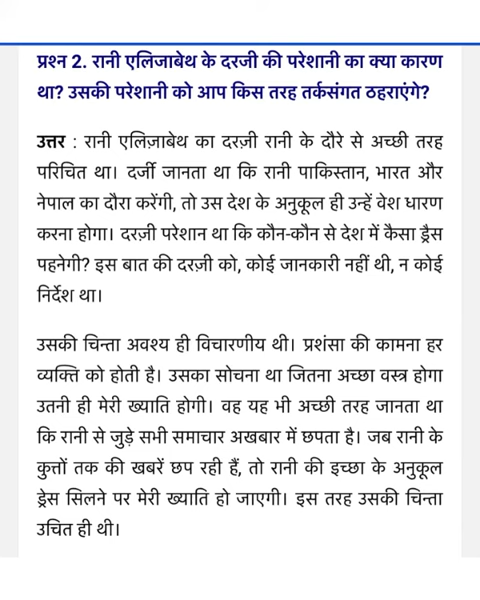 प्रश्न 2. रानी एलिजाबेथ के दरजी की परेशानी का क्या कारण
था? उसकी परेशानी को आप किस तरह तर्कसंगत ठहराएंगे?
उत्तर : रानी एलिज़ाबेथ का दरज़ी रानी के दौरे से अच्छी तरह
परिचित था। दर्जी जानता था कि रानी पाकिस्तान, भारत और
नेपाल का दौरा करेंगी, तो उस देश के अनुकूल ही उन्हें वेश धारण
करना होगा। दरज़ी परेशान था कि कौन-कौन से देश में कैसा ड्रैस
पहनेगी? इस बात की दरज़ी को, कोई जानकारी नहीं थी, न कोई
निर्देश था।
उसकी चिन्ता अवश्य ही विचारणीय थी। प्रशंसा की कामना हर
व्यक्ति को होती है। उसका सोचना था जितना अच्छा वस्त्र होगा
उतनी ही मेरी ख्याति होगी। वह यह भी अच्छी तरह जानता था
कि रानी से जुड़े सभी समाचार अखबार में छपता है। जब रानी के
कुत्तों तक की खबरें छप रही हैं, तो रानी की इच्छा के अनुकूल
ड्रेस सिलने पर मेरी ख्याति हो जाएगी। इस तरह उसकी चिन्ता
उचित ही थी।